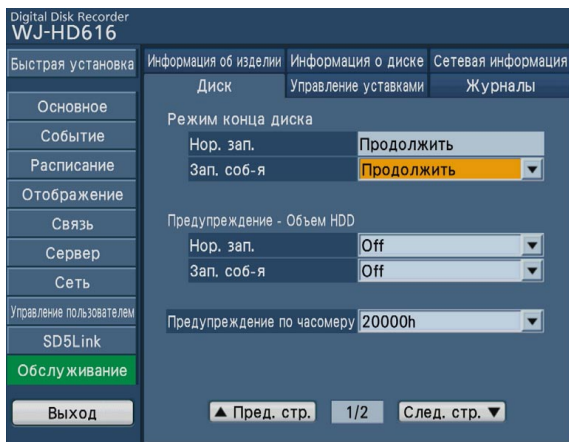 Digital Disk Recorder
WJ-HD616
Быстрая установка
Информация об изделии Информация о диске Сетевая информация
Диск Управление уставками Журналы
Основное
Событие
Расписание
Отображение
Связь
Сервер
Сеть
Управление пользователем
SD5Link
Обслуживание
Выход
Режим конца диска
Нор. зап. Продолжить
Зап. соб-я Продолжить
Предупреждение - Объем HDD
Нор. зап. Off
Зап. соб-я Off
Предупреждение по часомеру 20000h
▲ Пред. стр. 1/2 След. стр. ▼